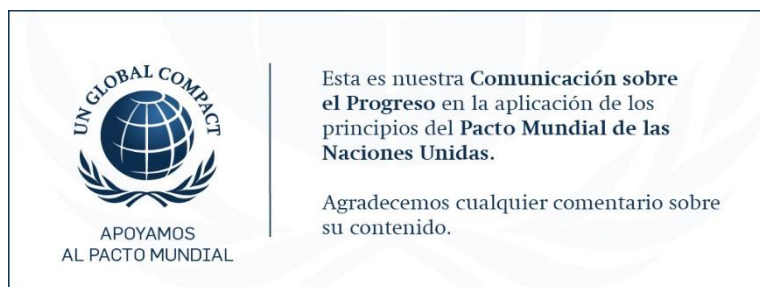 UN GLOBAL COMPACT
APOYAMOS
AL PACTO MUNDIAL
Esta es nuestra Comunicación sobre
el Progreso en la aplicación de los
principios del Pacto Mundial de las
Naciones Unidas.
Agradecemos cualquier comentario sobre
su contenido.